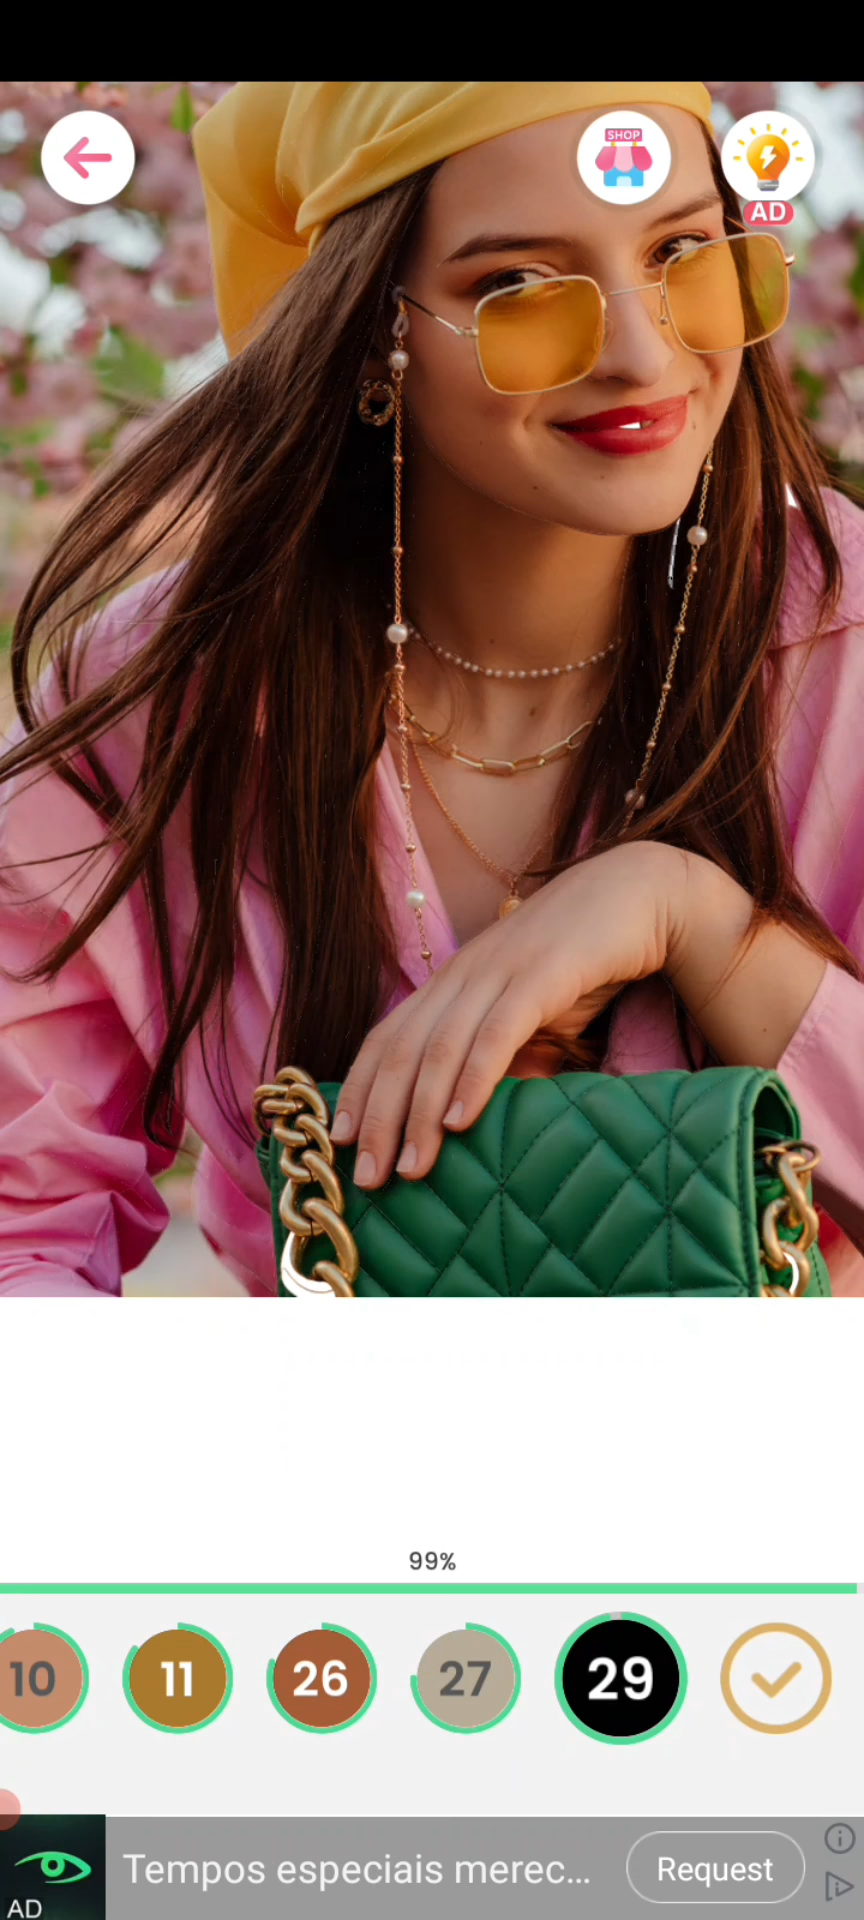 SHOP
AD
99%
10
11
26
27
29
Tempos especiais merec...
Request
AD